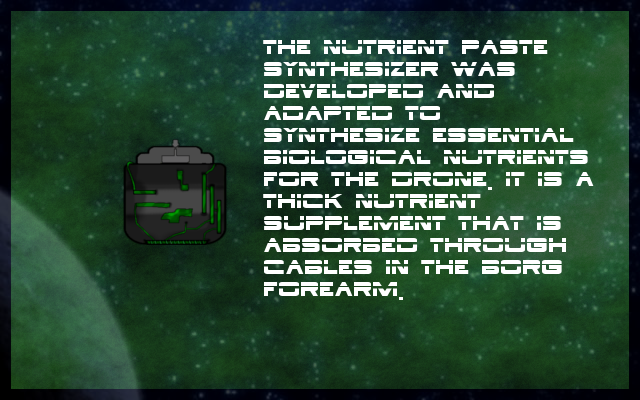 THE NUTRIENT PASTE
SYNTHESIZER WAS
DEVELOPED AND
ADAPTED TO
SYNTHESIZE ESSENTIAL
BIOLOGICAL NUTRIENTS
FOR THE DRONE. IT IS A
THICK NUTRIENT
SUPPLEMENT THAT IS
ABSORBED THROUGH
CABLES IN THE BORG
FOREARM.